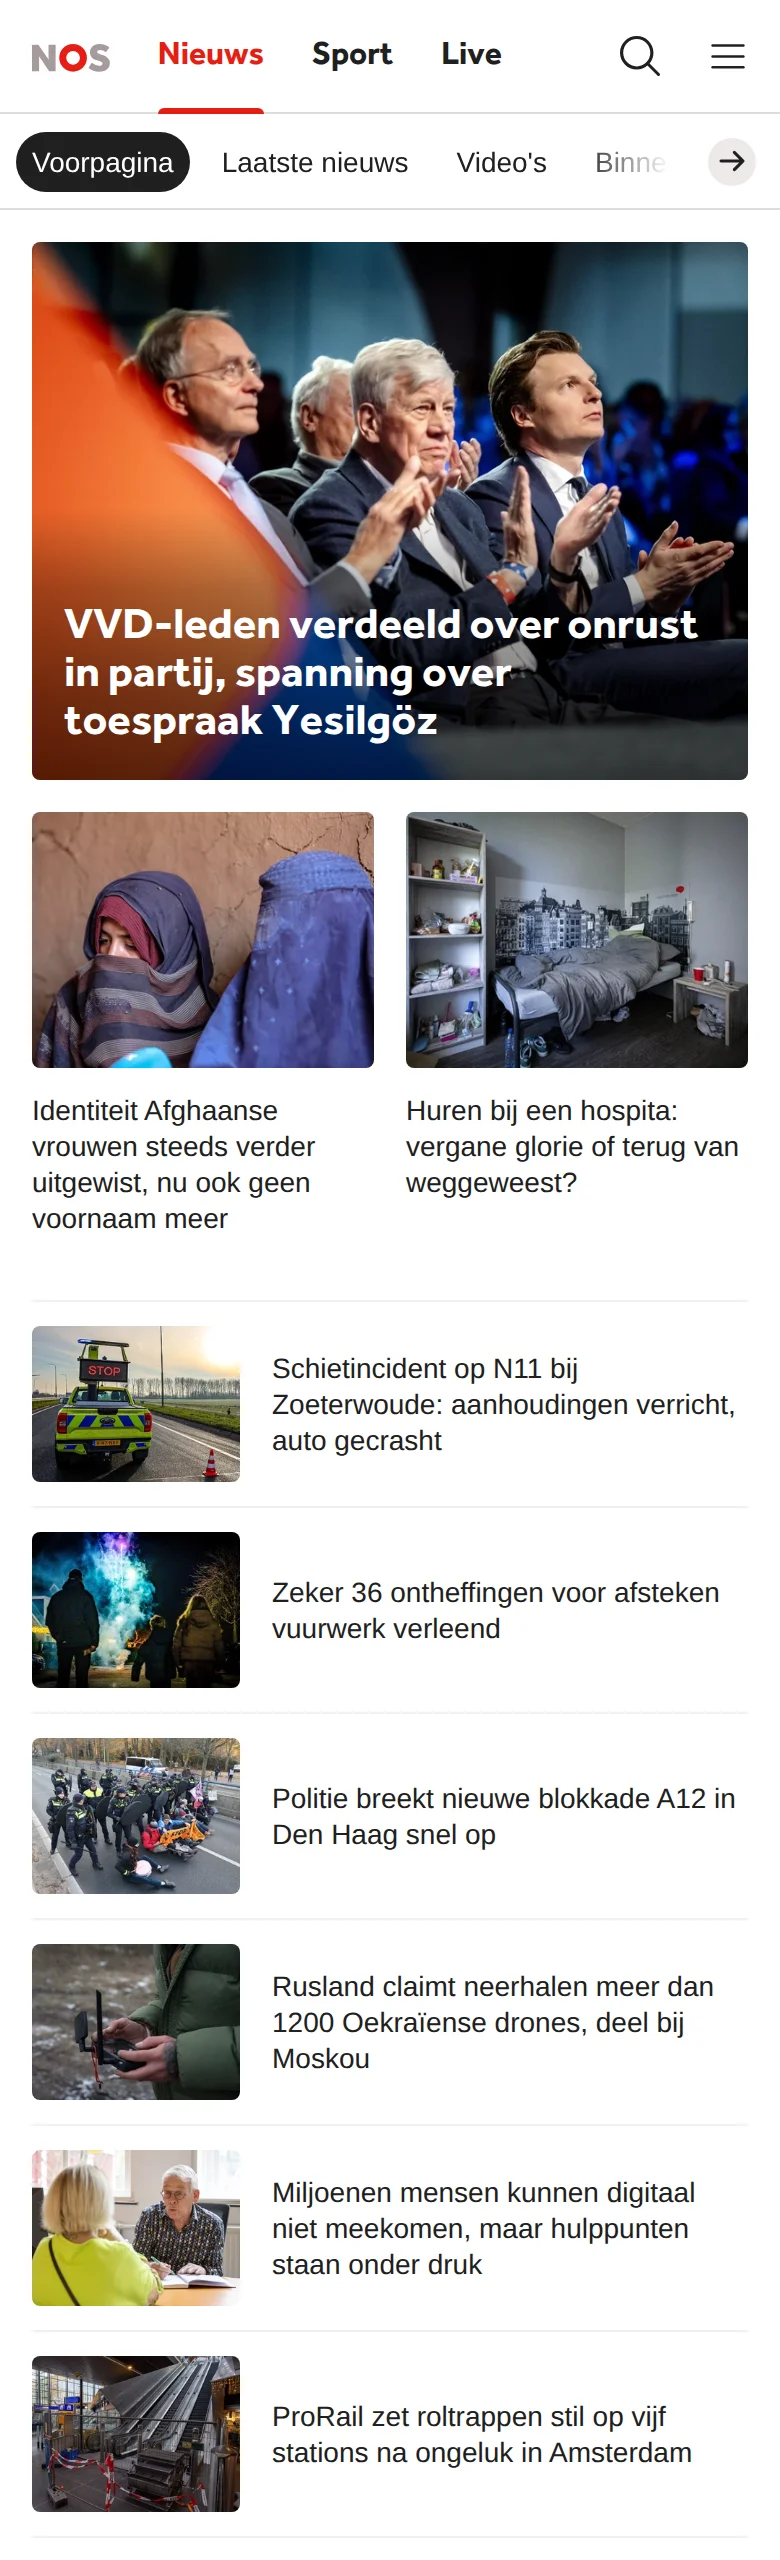 NOS
Nieuws
Sport
Live
Voorpagina
Laatste nieuws
Video's
Binne
VVD-leden verdeeld over onrust
in partij, spanning over
toespraak Yesilgöz
Identiteit Afghaanse
vrouwen steeds verder
uitgewist, nu ook geen
voornaam meer
Huren bij een hospita:
vergane glorie of terug van
weggeweest?
STOP
Schietincident op N11 bij
Zoeterwoude: aanhoudingen verricht,
auto gecrasht
Zeker 36 ontheffingen voor afsteken
vuurwerk verleend
Politie breekt nieuwe blokkade A12 in
Den Haag snel op
Rusland claimt neerhalen meer dan
1200 Oekraïense drones, deel bij
Moskou
Miljoenen mensen kunnen digitaal
niet meekomen, maar hulppunten
staan onder druk
ProRail zet roltrappen stil op vijf
stations na ongeluk in Amsterdam